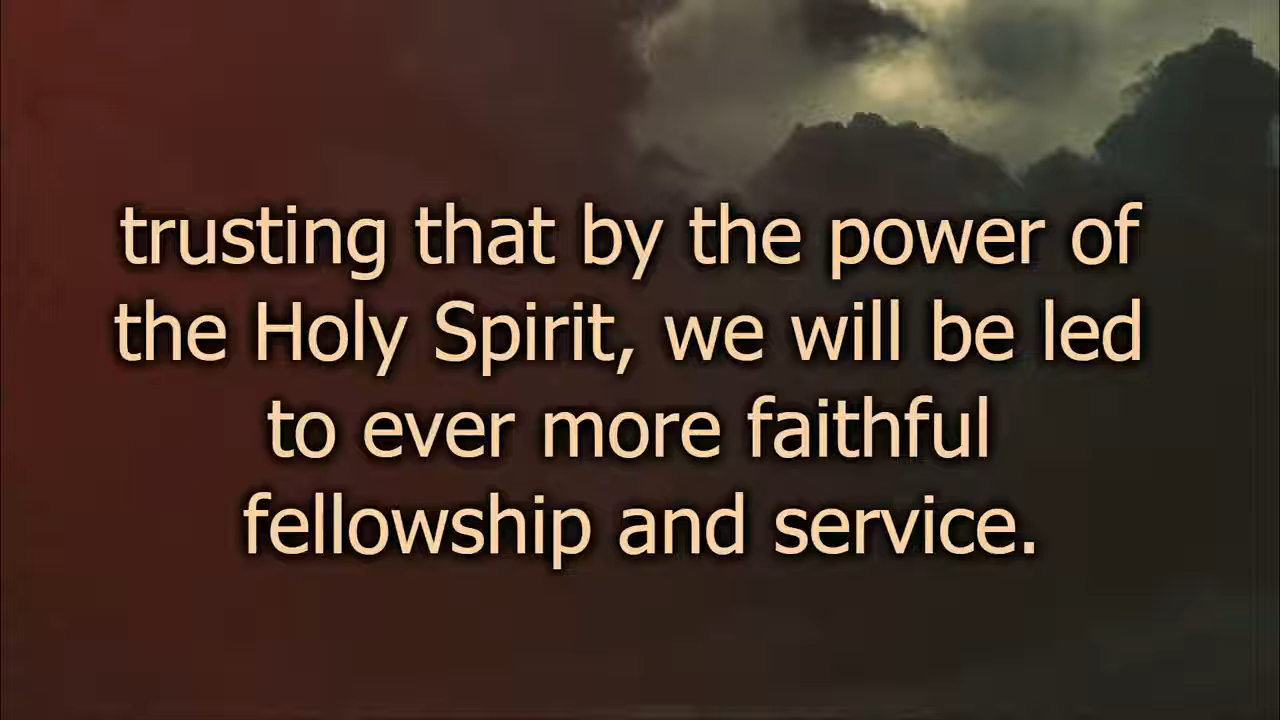 trusting that by the power of
the Holy Spirit, we will be led
to ever more faithful
fellowship and service.